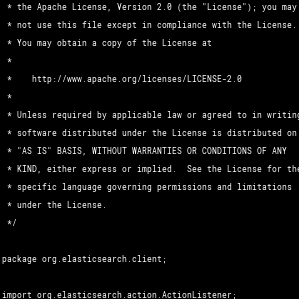 * the Apache License, Version 2.0 (the "License"); you may
* not use this file except in compliance with the License.
* You may obtain a copy of the License at
*
*    http://www.apache.org/licenses/LICENSE-2.0
*
* Unless required by applicable law or agreed to in writing
* software distributed under the License is distributed on
* "AS IS" BASIS, WITHOUT WARRANTIES OR CONDITIONS OF ANY
* KIND, either express or implied.  See the License for the
* specific language governing permissions and limitations
* under the License.
*/
package org.elasticsearch.client;
import org.elasticsearch.action.ActionListener;